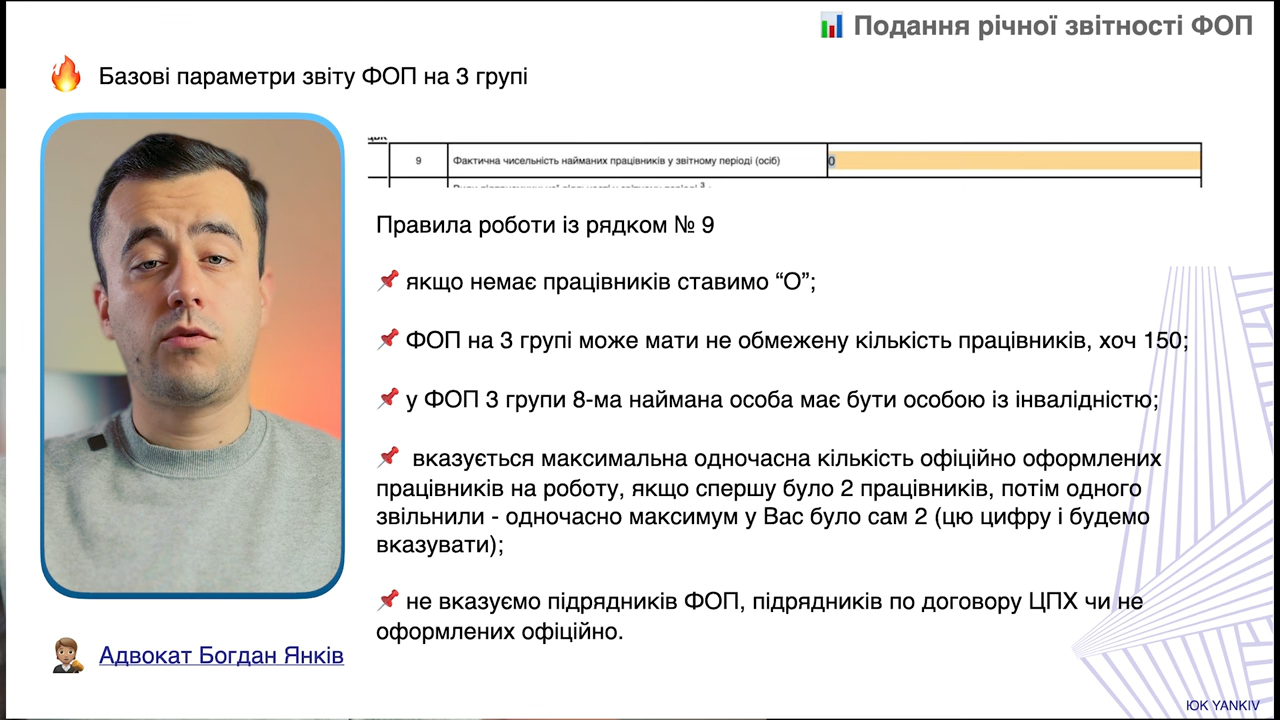 Подання річної звітності ФОП
Базові параметри звіту ФОП на 3 групі
9 Фактична чисельність найманих працівників у звітному періоді (осіб) 0
Правила роботи із рядком № 9
якщо немає працівників ставимо “О”;
ФОП на 3 групі може мати не обмежену кількість працівників, хоч 150;
у ФОП 3 групи 8-ма наймана особа має бути особою із інвалідністю;
вказується максимальна одночасна кількість офіційно оформлених
працівників на роботу, якщо спершу було 2 працівників, потім одного
звільнили - одночасно максимум у Вас було сам 2 (цю цифру і будемо
вказувати);
не вказуємо підрядників ФОП, підрядників по договору ЦПХ чи не
оформлених офіційно.
Адвокат Богдан Янків
ЮК YANKIV